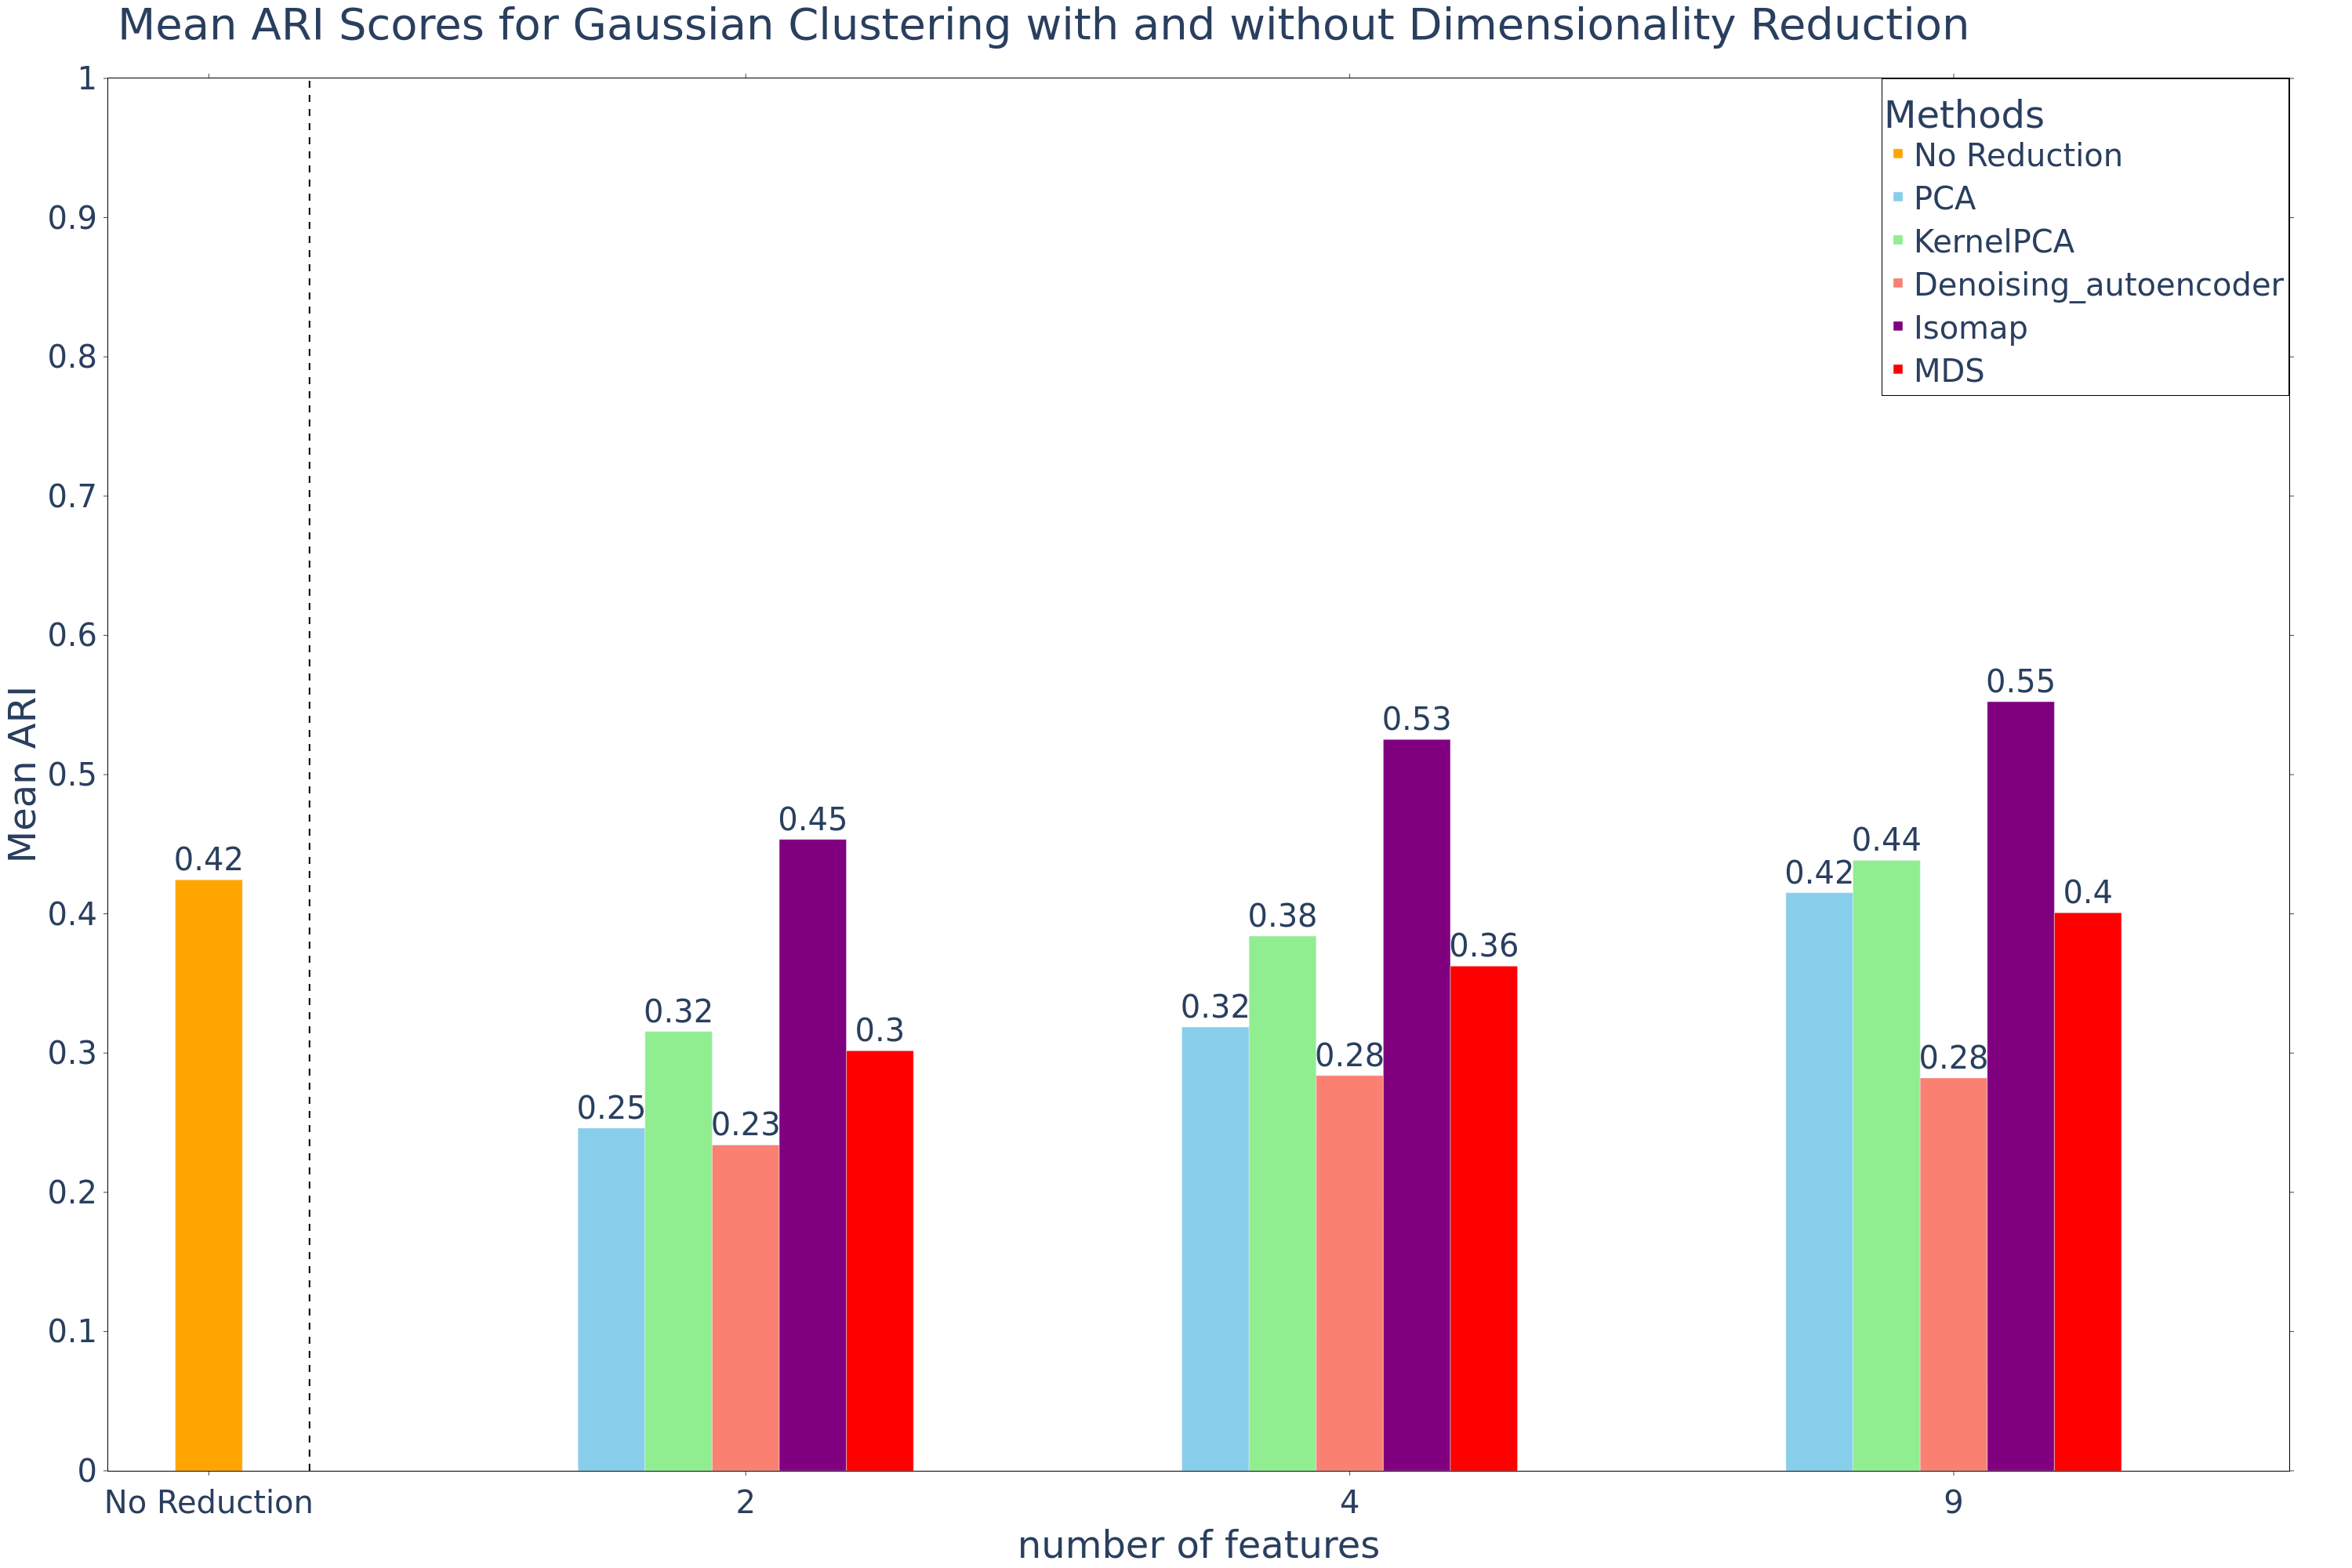 Mean ARI Scores for Gaussian Clustering with and without Dimensionality Reduction
1
0.9
0.8
0.7
0.6
0.5
0.4
0.3
0.2
0.1
0
Mean ARI
Methods
No Reduction
PCA
KernelPCA
Denoising_autoencoder
Isomap
MDS
0.42
0.25
0.32
0.23
0.45
0.3
0.32
0.38
0.28
0.53
0.36
0.42
0.44
0.28
0.55
0.4
No Reduction
2
4
9
number of features